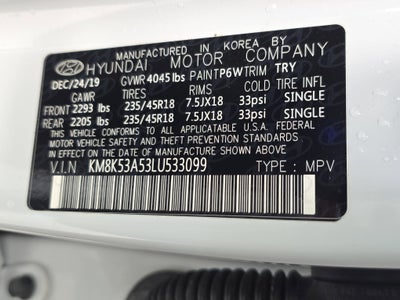 MANUFACTURED IN KOREA BY
HYUNDAI MOTOR COMPANY
DEC/24/19 GVWR 4045 lbs PAINT P6W TRIM TRY
GAWR TIRES RIMS COLD TIRE INFL
FRONT 2293 lbs 235/45R18 7.5JX18 33psi SINGLE
REAR 2205 lbs 235/45R18 7.5JX18 33psi SINGLE
THIS VEHICLE CONFORMS TO ALL APPLICABLE
FEDERAL MOTOR VEHICLE SAFETY, BUMPER
AND THEFT PREVENTION STANDARDS IN EFFECT
ON THE DATE OF MANUFACTURE SHOWN ABOVE.
V.I.N KM8K53A53LU533099 TYPE: MPV